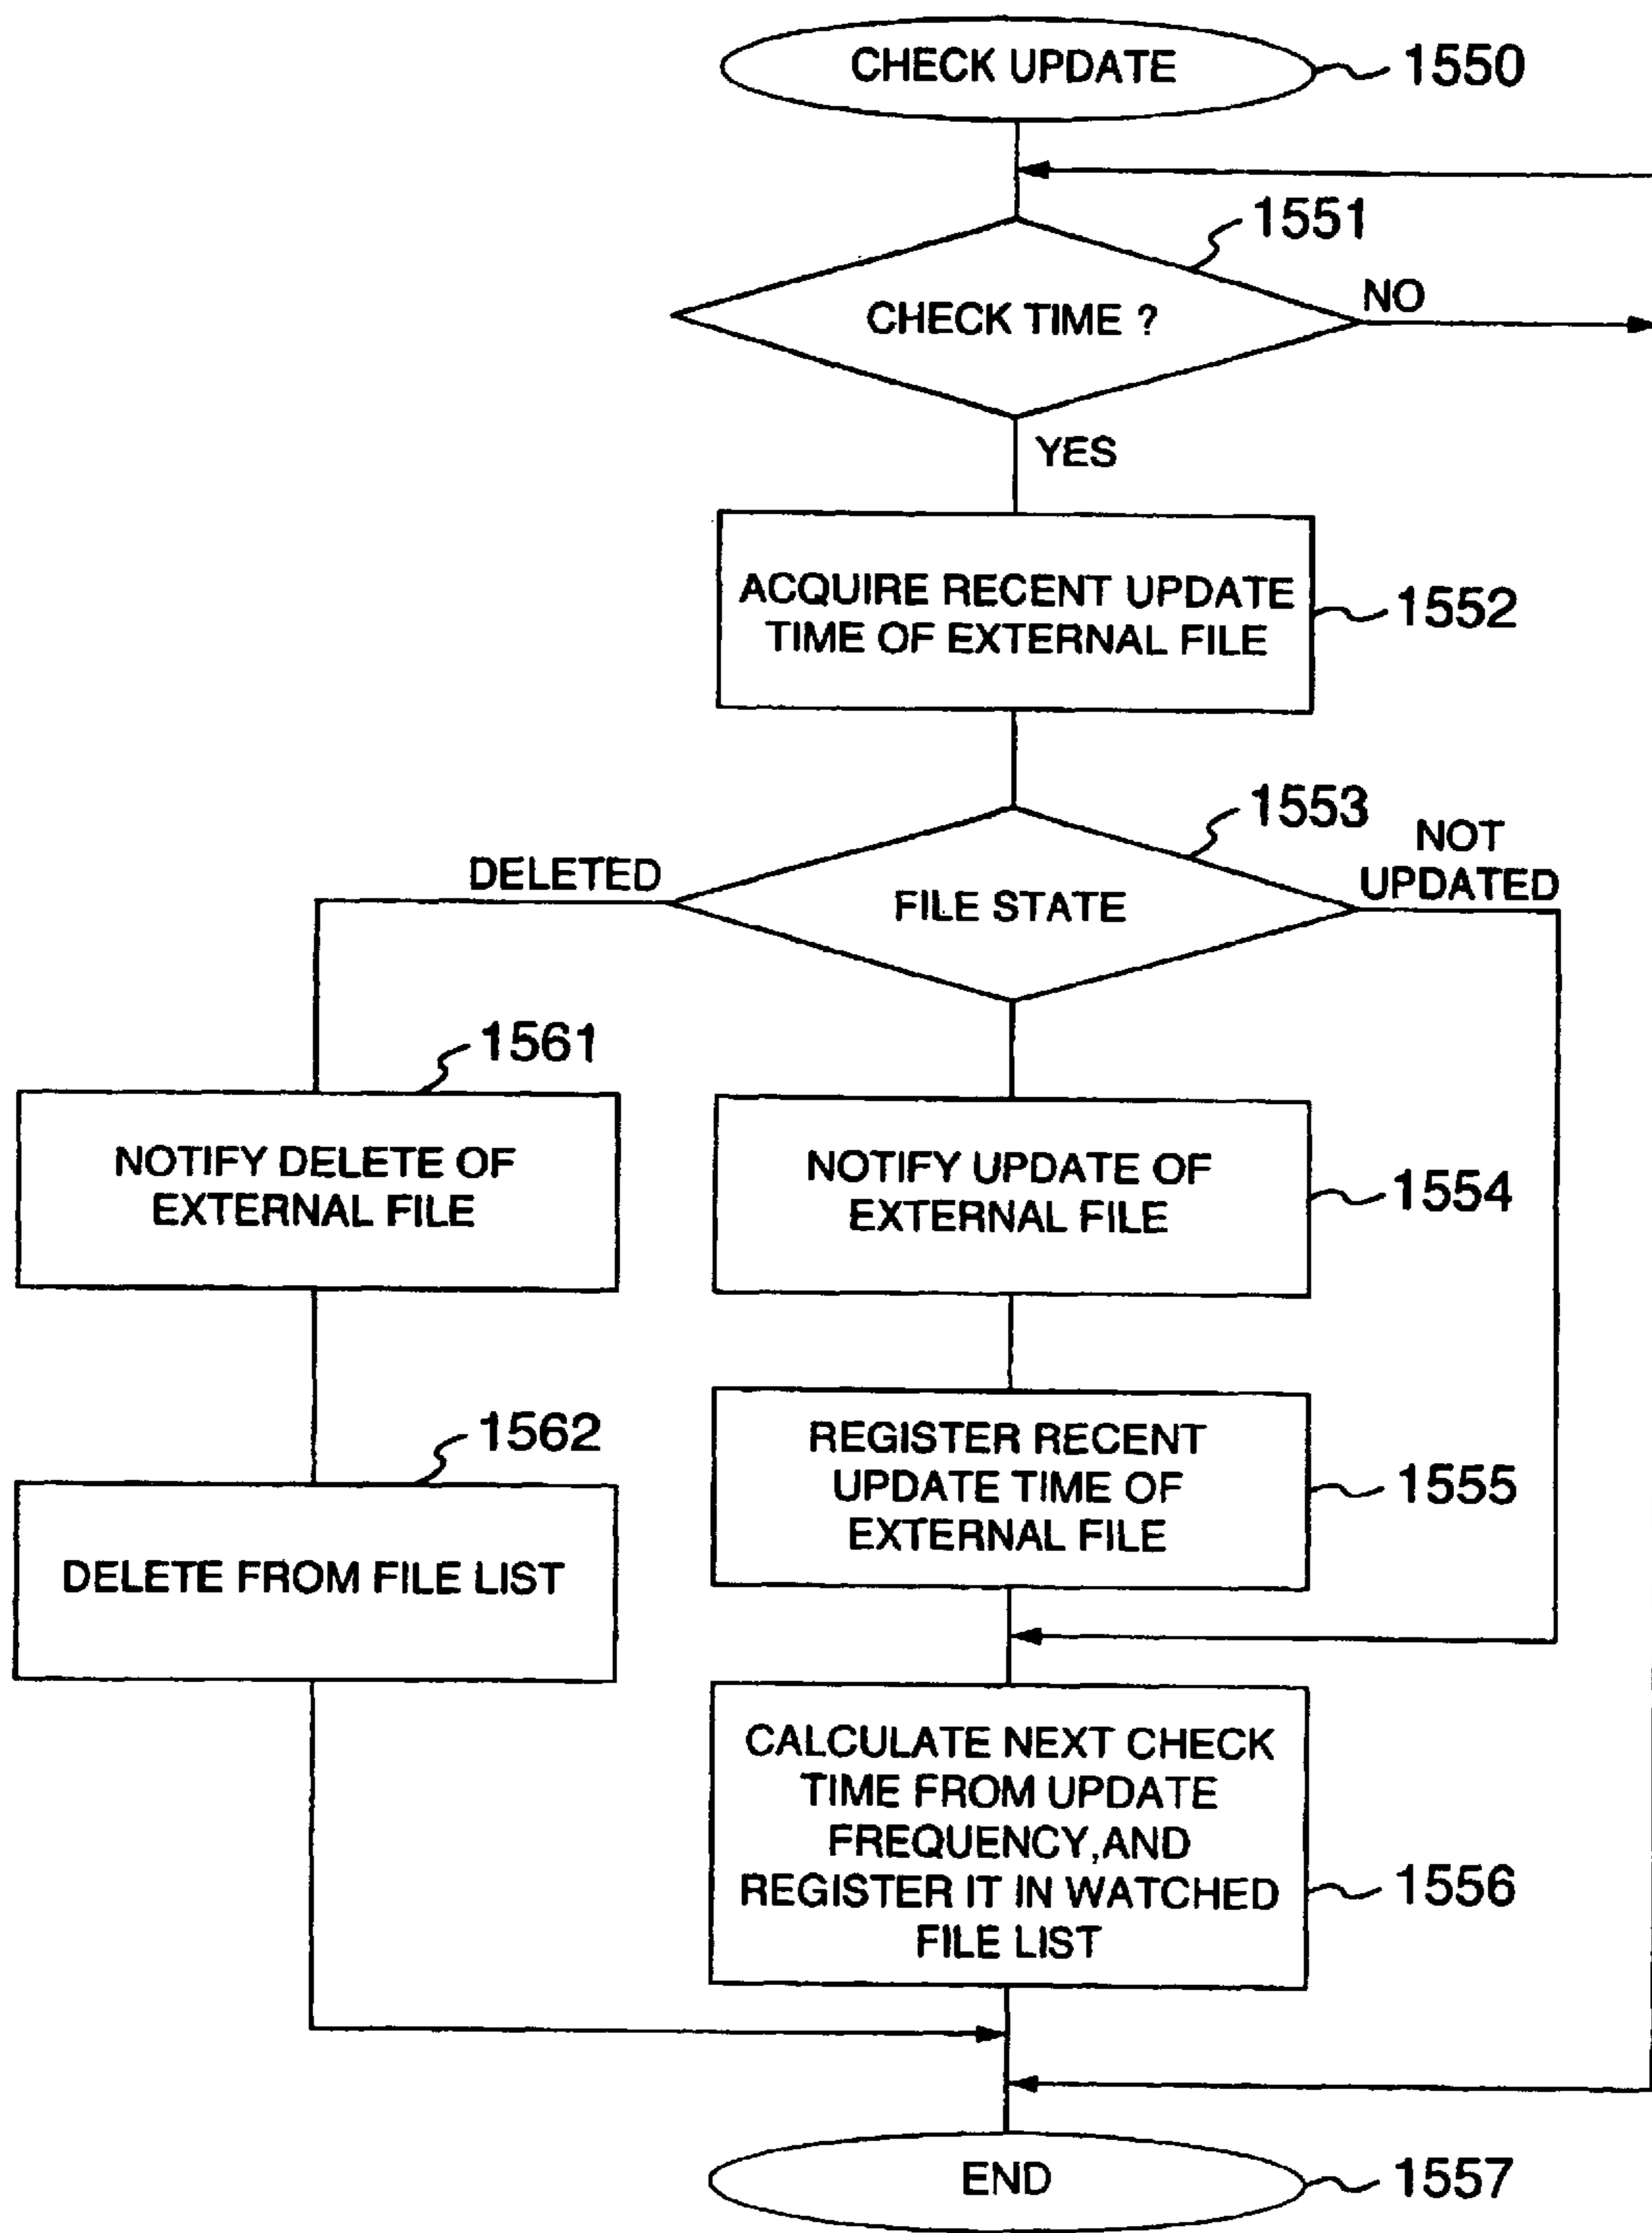 CHECK UPDATE
1550
1551
CHECK TIME ?
NO
YES
ACQUIRE RECENT UPDATE
TIME OF EXTERNAL FILE
1552
1553
DELETED
FILE STATE
NOT
UPDATED
1561
NOTIFY DELETE OF
EXTERNAL FILE
NOTIFY UPDATE OF
EXTERNAL FILE
1554
1562
DELETE FROM FILE LIST
REGISTER RECENT
UPDATE TIME OF
EXTERNAL FILE
1555
CALCULATE NEXT CHECK
TIME FROM UPDATE
FREQUENCY,AND
REGISTER IT IN WATCHED
FILE LIST
1556
END
1557